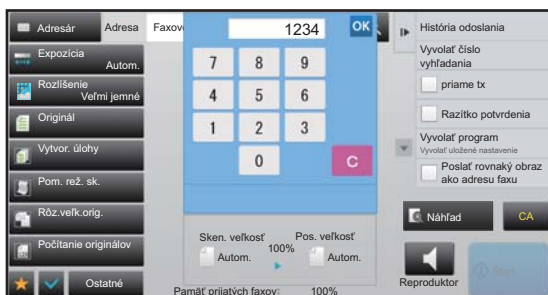 Adresár
Adresa
Faxov
1234
OK
Expozícia
Autom.
Rozlíšenie
Veľmi jemné
Originál
Vytvor. úlohy
Pom. rež. sk.
Rôz.veľk.orig.
Počítanie originálov
Ostatné
7 8 9
4 5 6
1 2 3
0 C
Sken. veľkosť
Autom.
100%
Pos. veľkosť
Autom.
Pamäť prijatých faxov: 100%
História odoslania
Vyvolať číslo
vyhľadania
priame tx
Razítko potvrdenia
Vyvolať program
Vyvolať uložené nastavenie
Poslať rovnaký obraz
ako adresu faxu
Náhľad
CA
Reproduktor
Start